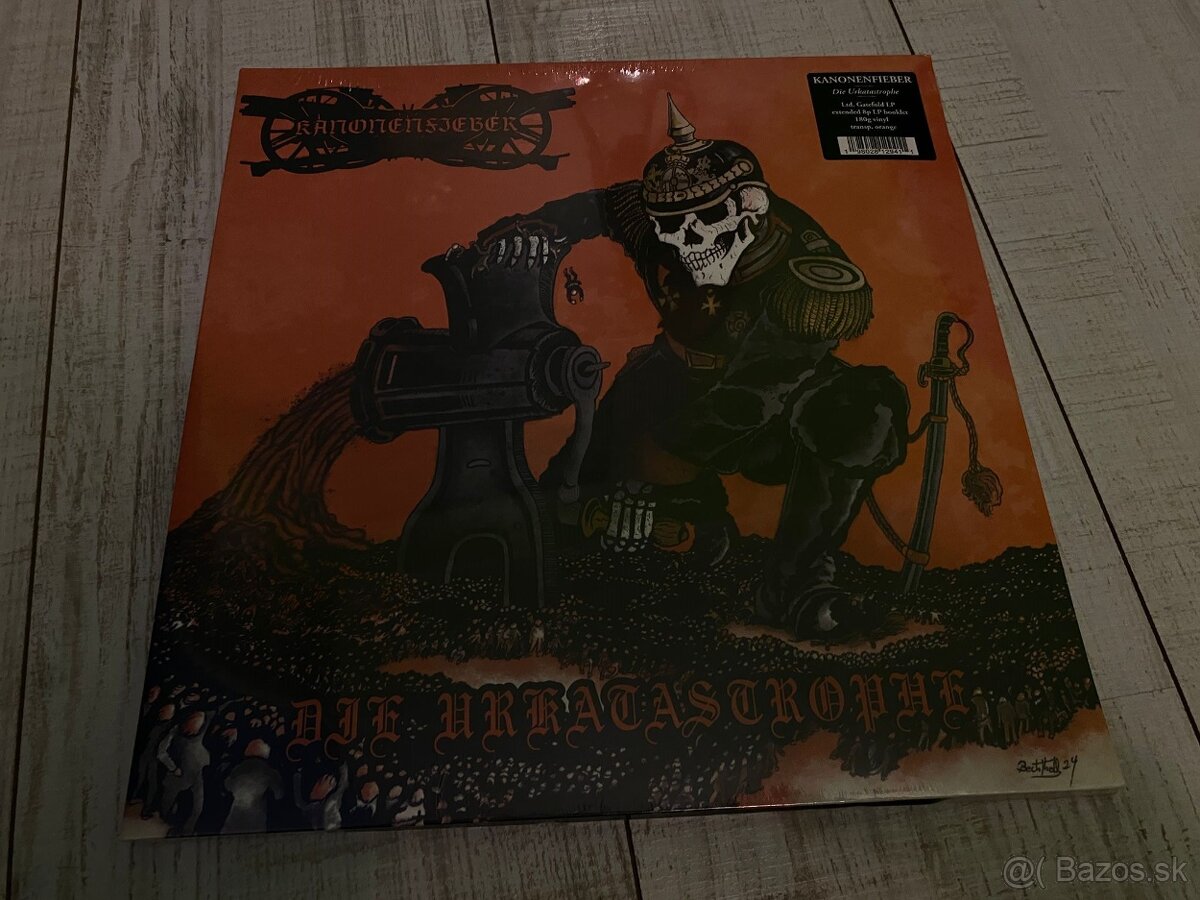 KANONENFIEBER
KANONENFIEBER
Die Urkatastrophe
Ltd. Gatefold LP
extended 8p LP booklet
180g vinyl
transp. orange
DIE URKATASTROPHE
24
@( Bazos.sk